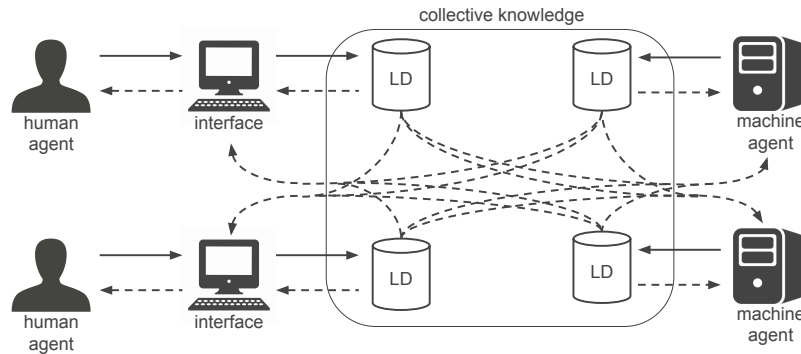 collective knowledge
LD
LD
human
agent
interface
machine
agent
LD
LD
human
agent
interface
machine
agent